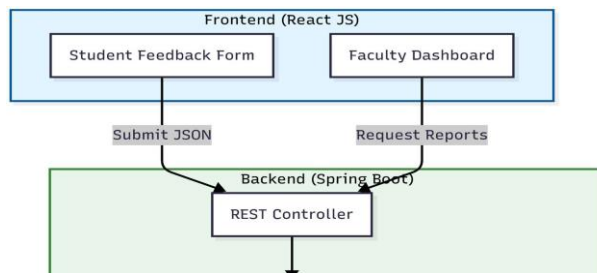 Frontend (React JS)
Student Feedback Form
Faculty Dashboard
Submit JSON
Request Reports
Backend (Spring Boot)
REST Controller